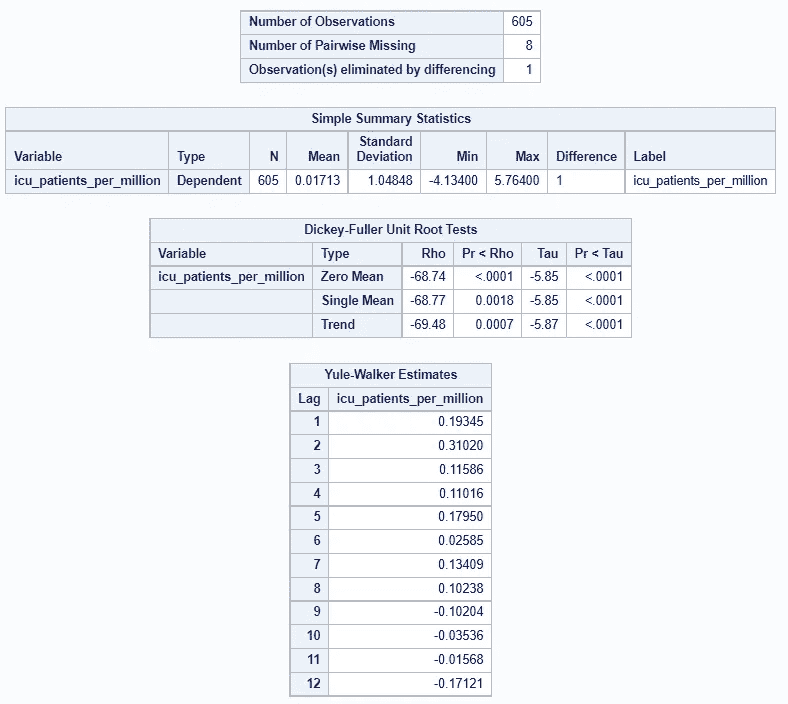 Number of Observations 605
Number of Pairwise Missing 8
Observation(s) eliminated by differencing 1
Simple Summary Statistics
Variable Type N Mean Standard Deviation Min Max Difference Label
icu_patients_per_million Dependent 605 0.01713 1.04848 -4.13400 5.76400 1 icu_patients_per_million
Dickey-Fuller Unit Root Tests
Variable Type Rho Pr < Rho Tau Pr < Tau
icu_patients_per_million Zero Mean -68.74 <.0001 -5.85 <.0001
Single Mean -68.77 0.0018 -5.85 <.0001
Trend -69.48 0.0007 -5.87 <.0001
Yule-Walker Estimates
Lag icu_patients_per_million
1 0.19345
2 0.31020
3 0.11586
4 0.11016
5 0.17950
6 0.02585
7 0.13409
8 0.10238
9 -0.10204
10 -0.03536
11 -0.01568
12 -0.17121